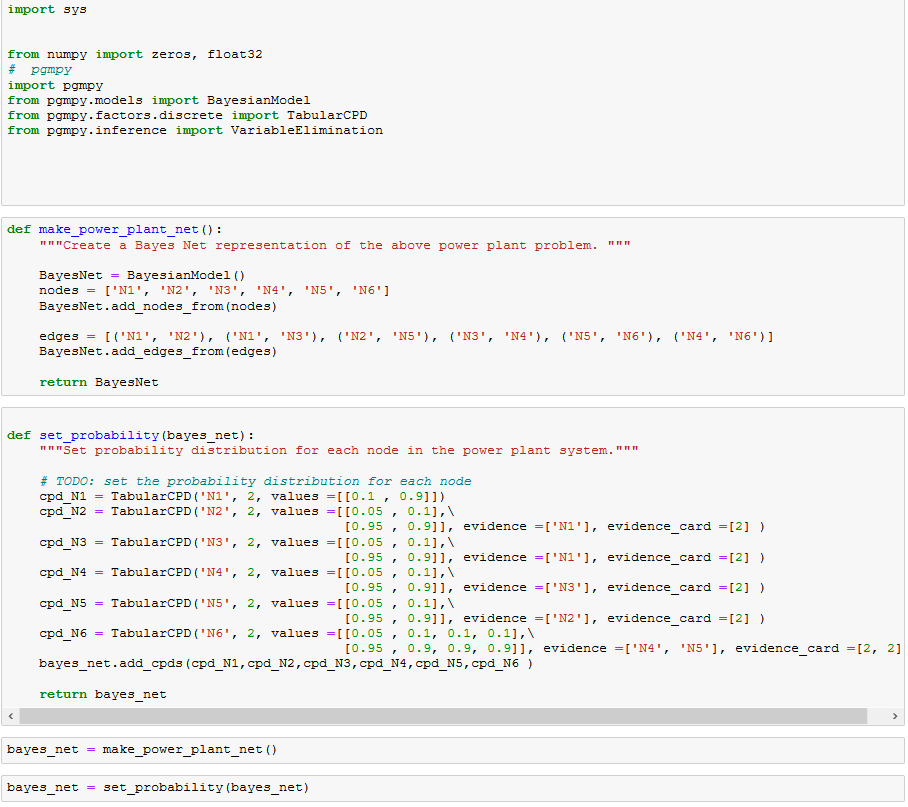 import sys
from numpy import zeros, float32
#  pgmpy
import pgmpy
from pgmpy.models import BayesianModel
from pgmpy.factors.discrete import TabularCPD
from pgmpy.inference import VariableElimination
def make_power_plant_net():
    """Create a Bayes Net representation of the above power plant problem. """
    BayesNet = BayesianModel()
    nodes = ['N1', 'N2', 'N3', 'N4', 'N5', 'N6']
    BayesNet.add_nodes_from(nodes)
    edges = [('N1', 'N2'), ('N1', 'N3'), ('N2', 'N5'), ('N3', 'N4'), ('N5', 'N6'), ('N4', 'N6')]
    BayesNet.add_edges_from(edges)
    return BayesNet
def set_probability(bayes_net):
    """Set probability distribution for each node in the power plant system."""
    # TODO: set the probability distribution for each node
    cpd_N1 = TabularCPD('N1', 2, values =[[0.1 , 0.9]])
    cpd_N2 = TabularCPD('N2', 2, values =[[0.05 , 0.1],\
                                          [0.95 , 0.9]], evidence =['N1'], evidence_card =[2] )
    cpd_N3 = TabularCPD('N3', 2, values =[[0.05 , 0.1],\
                                          [0.95 , 0.9]], evidence =['N1'], evidence_card =[2] )
    cpd_N4 = TabularCPD('N4', 2, values =[[0.05 , 0.1],\
                                          [0.95 , 0.9]], evidence =['N3'], evidence_card =[2] )
    cpd_N5 = TabularCPD('N5', 2, values =[[0.05 , 0.1],\
                                          [0.95 , 0.9]], evidence =['N2'], evidence_card =[2] )
    cpd_N6 = TabularCPD('N6', 2, values =[[0.05 , 0.1, 0.1, 0.1],\
                                          [0.95 , 0.9, 0.9, 0.9]], evidence =['N4', 'N5'], evidence_card =[2, 2]
    bayes_net.add_cpds(cpd_N1,cpd_N2,cpd_N3,cpd_N4,cpd_N5,cpd_N6 )
    return bayes_net
bayes_net = make_power_plant_net()
bayes_net = set_probability(bayes_net)